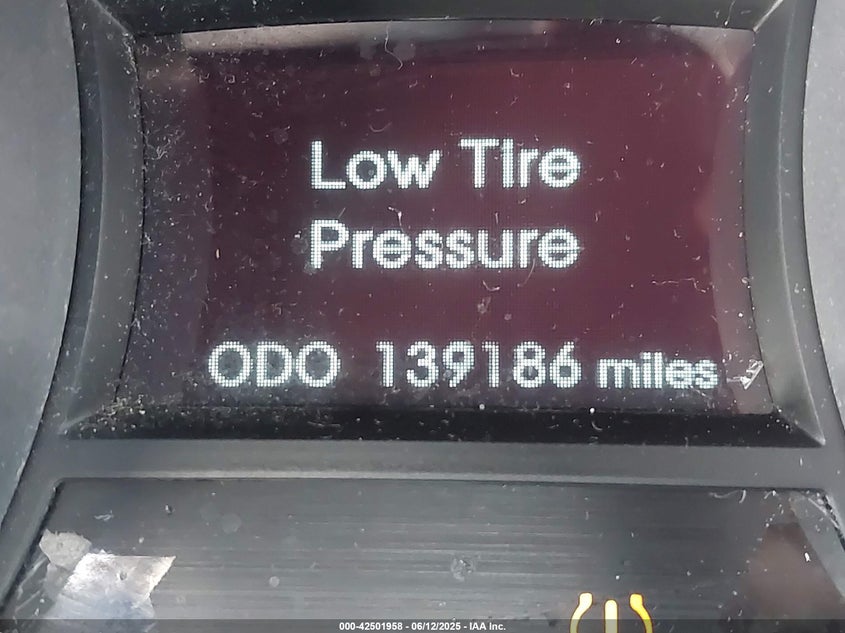 Low Tire
Pressure
ODO 139186 miles
000-42501958 - 06/12/2025 - IAA Inc.